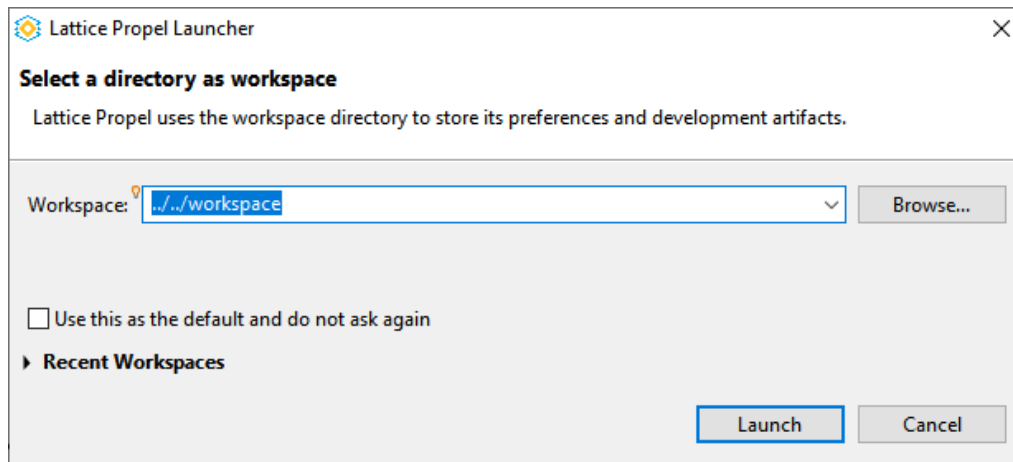 Lattice Propel Launcher
Select a directory as workspace
Lattice Propel uses the workspace directory to store its preferences and development artifacts.
Workspace: ../../workspace Browse...
Use this as the default and do not ask again
Recent Workspaces
Launch Cancel